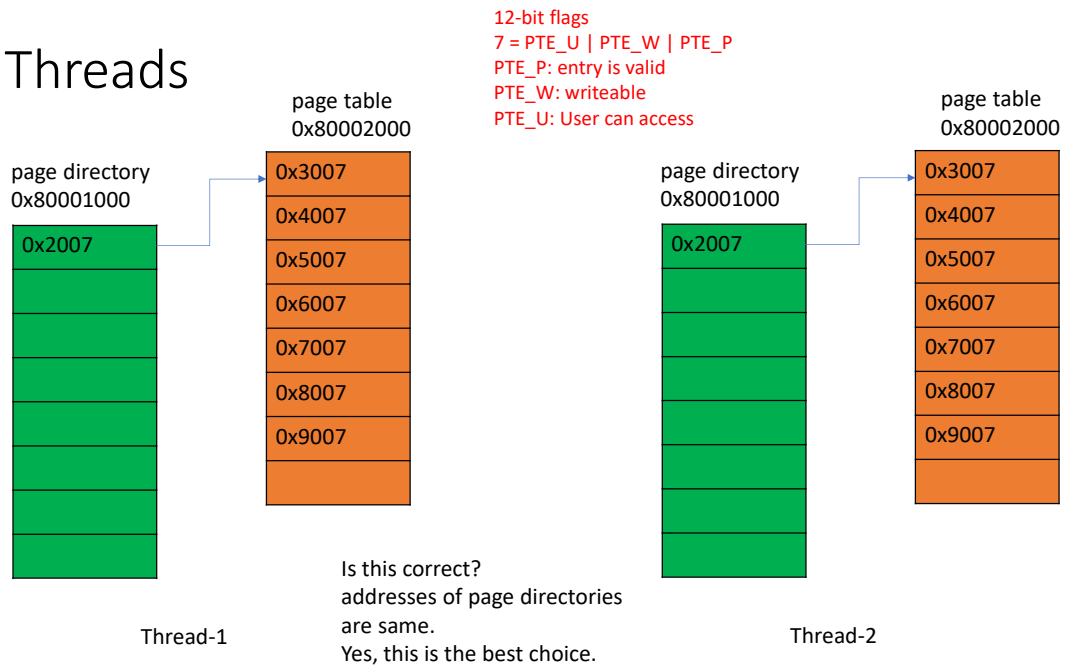 Threads
12-bit flags
7 = PTE_U | PTE_W | PTE_P
PTE_P: entry is valid
PTE_W: writeable
PTE_U: User can access
page directory
0x80001000
0x2007
page table
0x80002000
0x3007
0x4007
0x5007
0x6007
0x7007
0x8007
0x9007
Thread-1
page directory
0x80001000
0x2007
page table
0x80002000
0x3007
0x4007
0x5007
0x6007
0x7007
0x8007
0x9007
Thread-2
Is this correct?
addresses of page directories
are same.
Yes, this is the best choice.